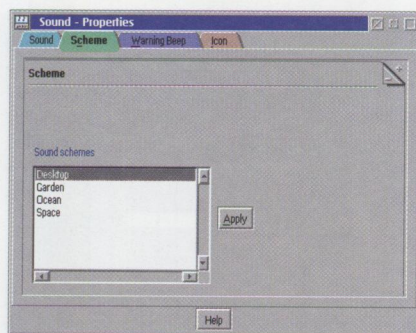 Sound - Properties
Sound Scheme Warning Beep Icon
Scheme
Sound schemes
Desktop
Garden
Ocean
Space
Apply
Help